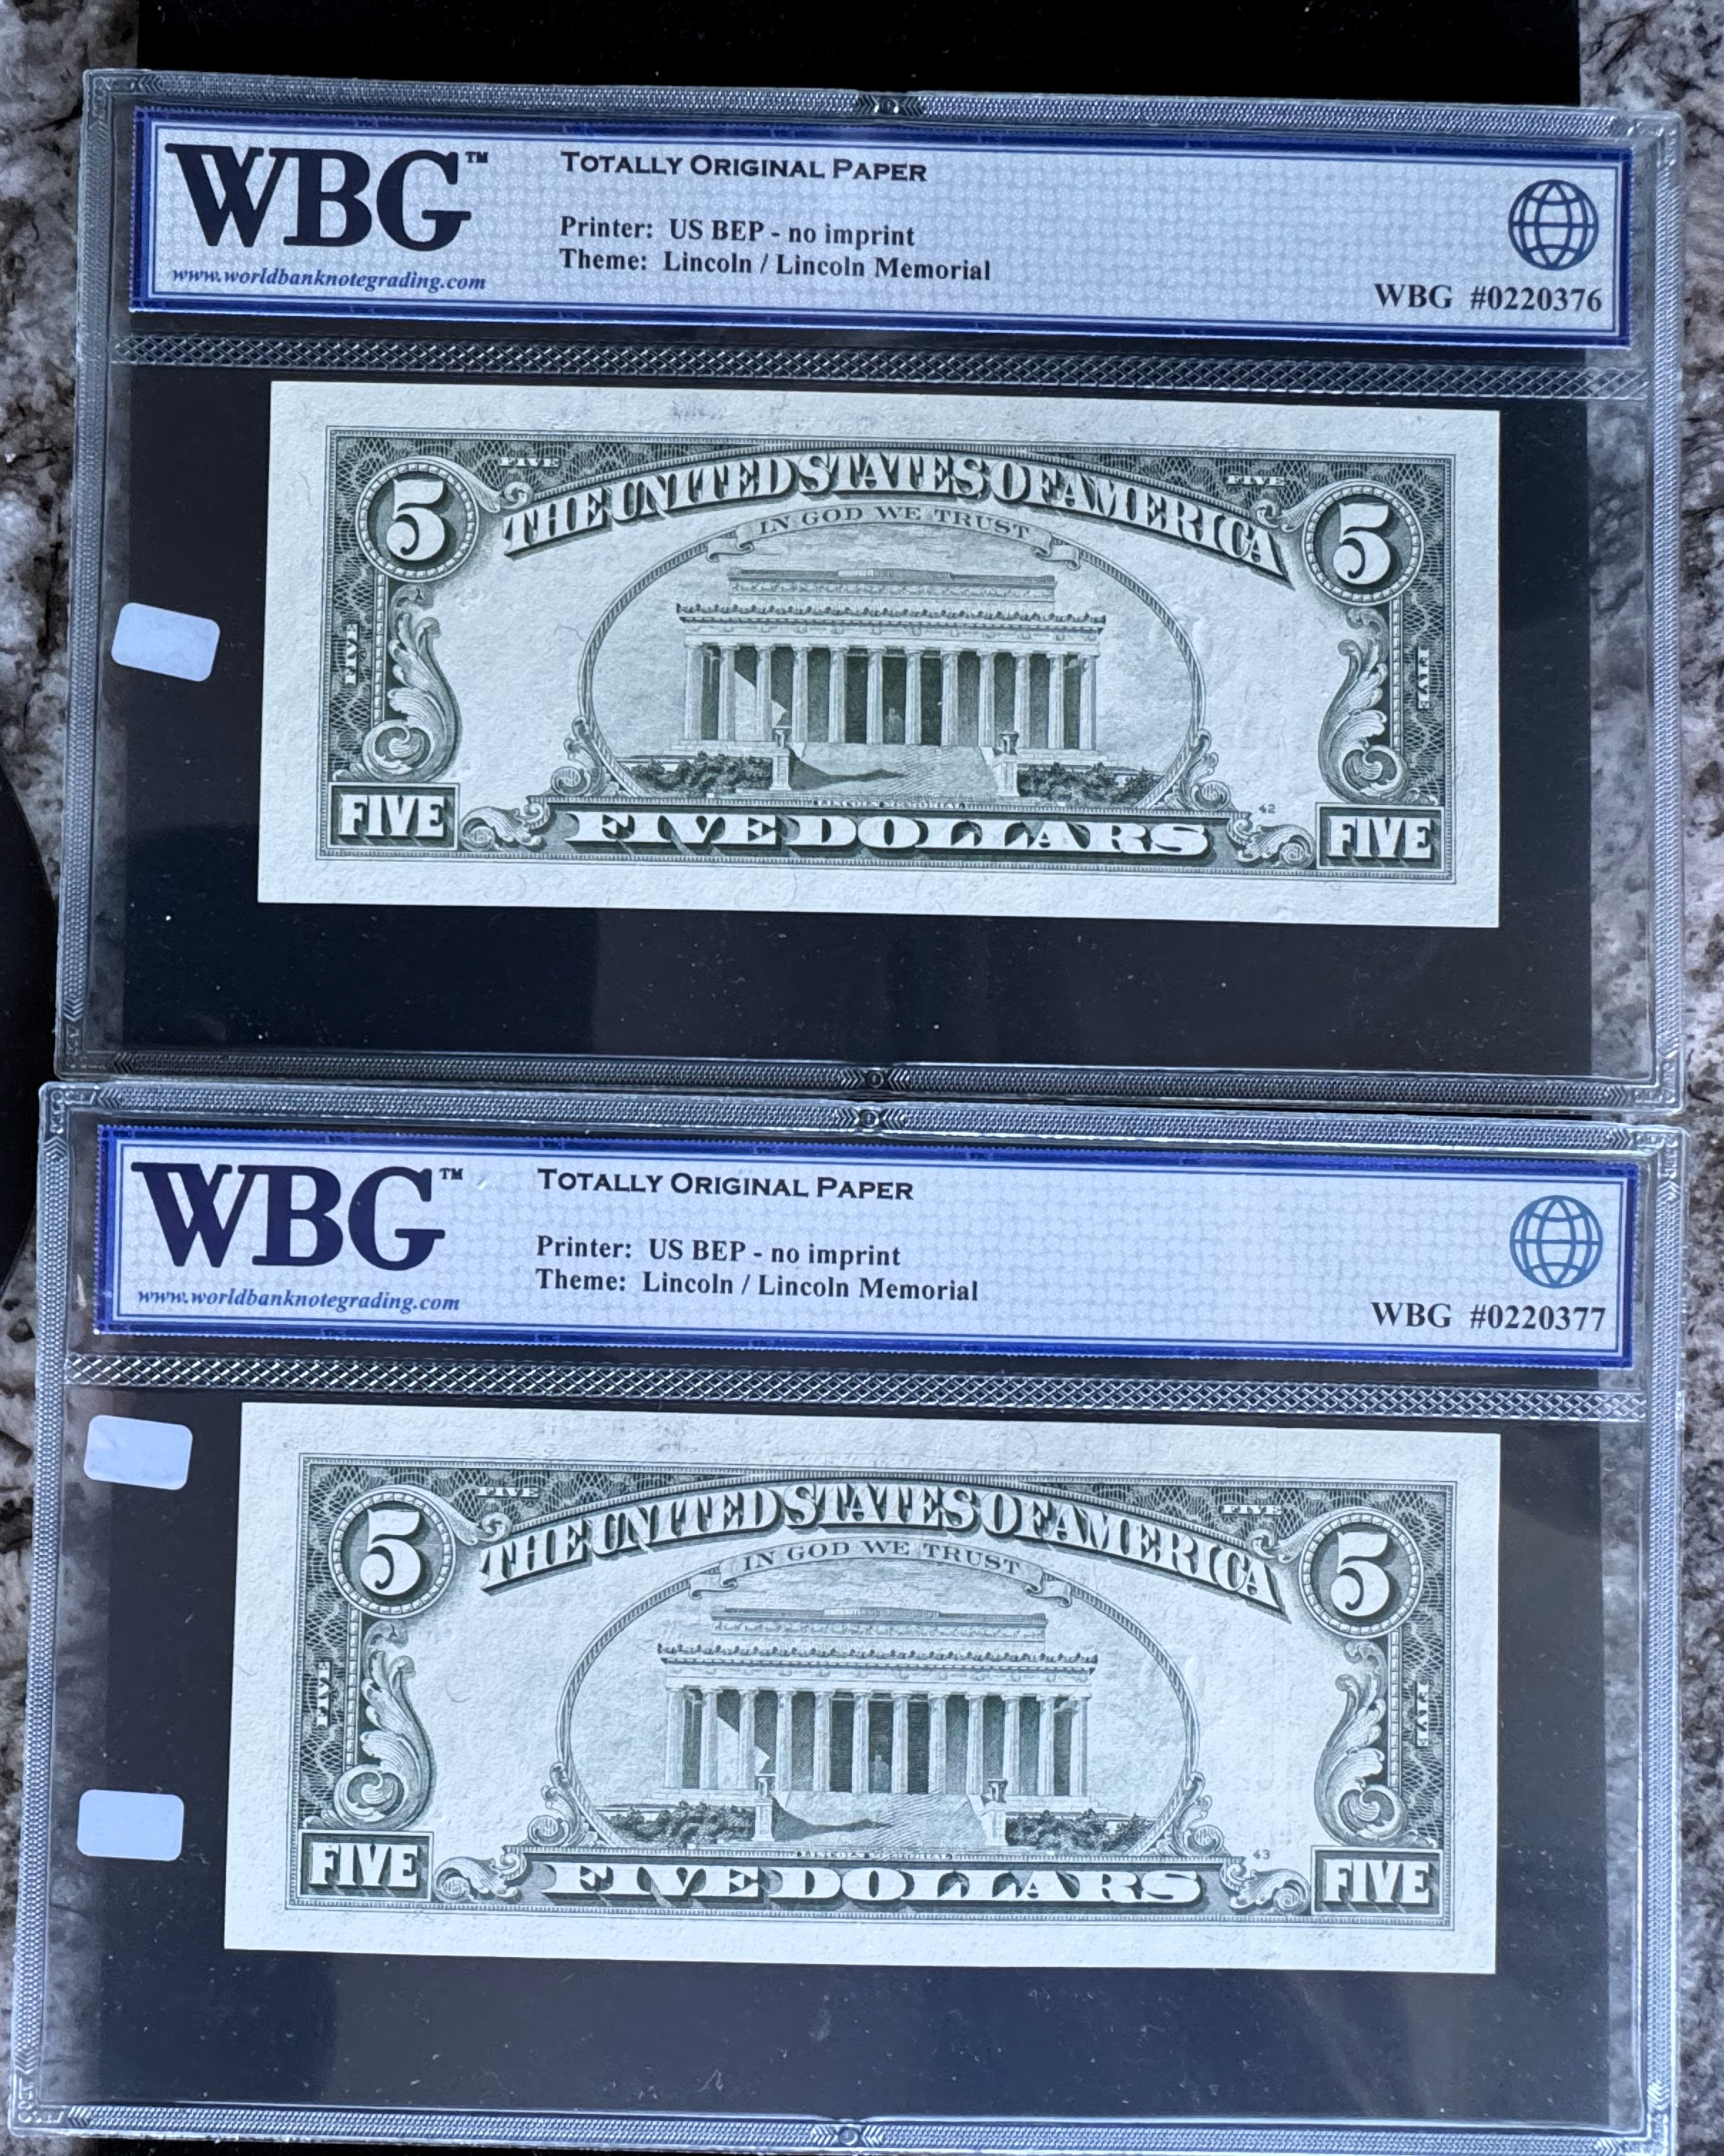 WBG™
TOTALLY ORIGINAL PAPER
Printer: US BEP - no imprint
Theme: Lincoln / Lincoln Memorial
www.worldbanknotegrading.com
WBG #0220376
FIVE FIVE
5 THE UNITED STATES OF AMERICA 5
IN GOD WE TRUST
FIVE FIVE
LINCOLN MEMORIAL
42
FIVE FIVE DOLLARS FIVE
WBG™
TOTALLY ORIGINAL PAPER
Printer: US BEP - no imprint
Theme: Lincoln / Lincoln Memorial
www.worldbanknotegrading.com
WBG #0220377
FIVE FIVE
5 THE UNITED STATES OF AMERICA 5
IN GOD WE TRUST
FIVE FIVE
LINCOLN MEMORIAL
43
FIVE FIVE DOLLARS FIVE